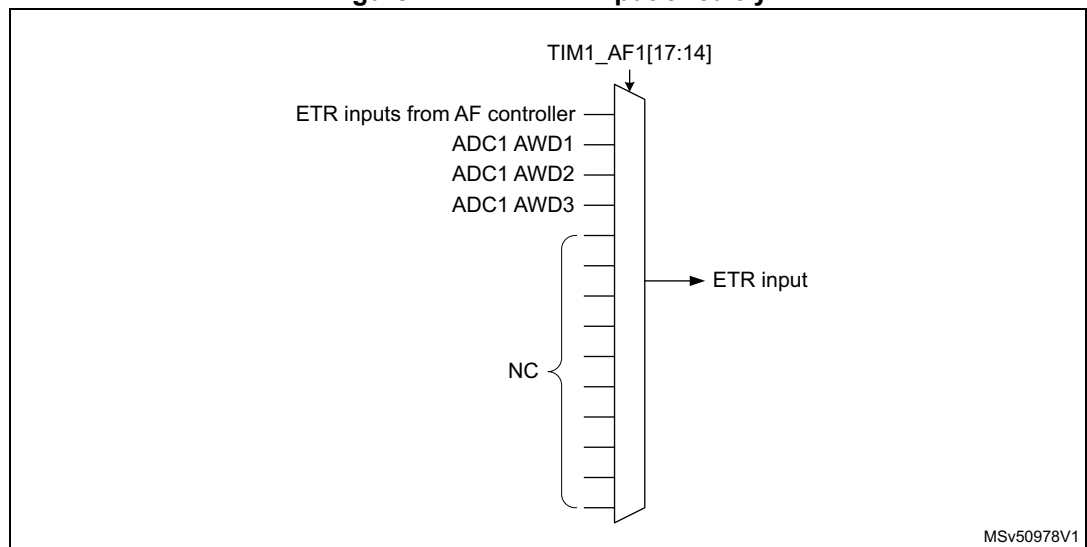 TIM1_AF1[17:14]
ETR inputs from AF controller
ADC1 AWD1
ADC1 AWD2
ADC1 AWD3
ETR input
NC
MSv50978V1